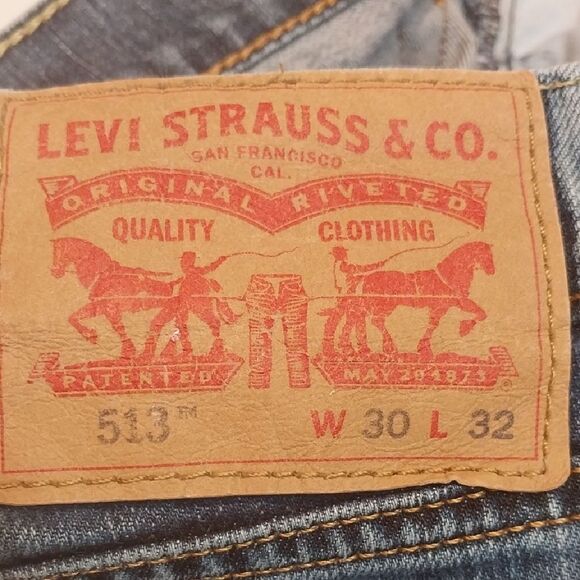 LEVI STRAUSS & CO.
SAN FRANCISCO
CAL.
ORIGINAL RIVETED
QUALITY CLOTHING
PATENTED MAY 20 1873
513™ W 30 L 32